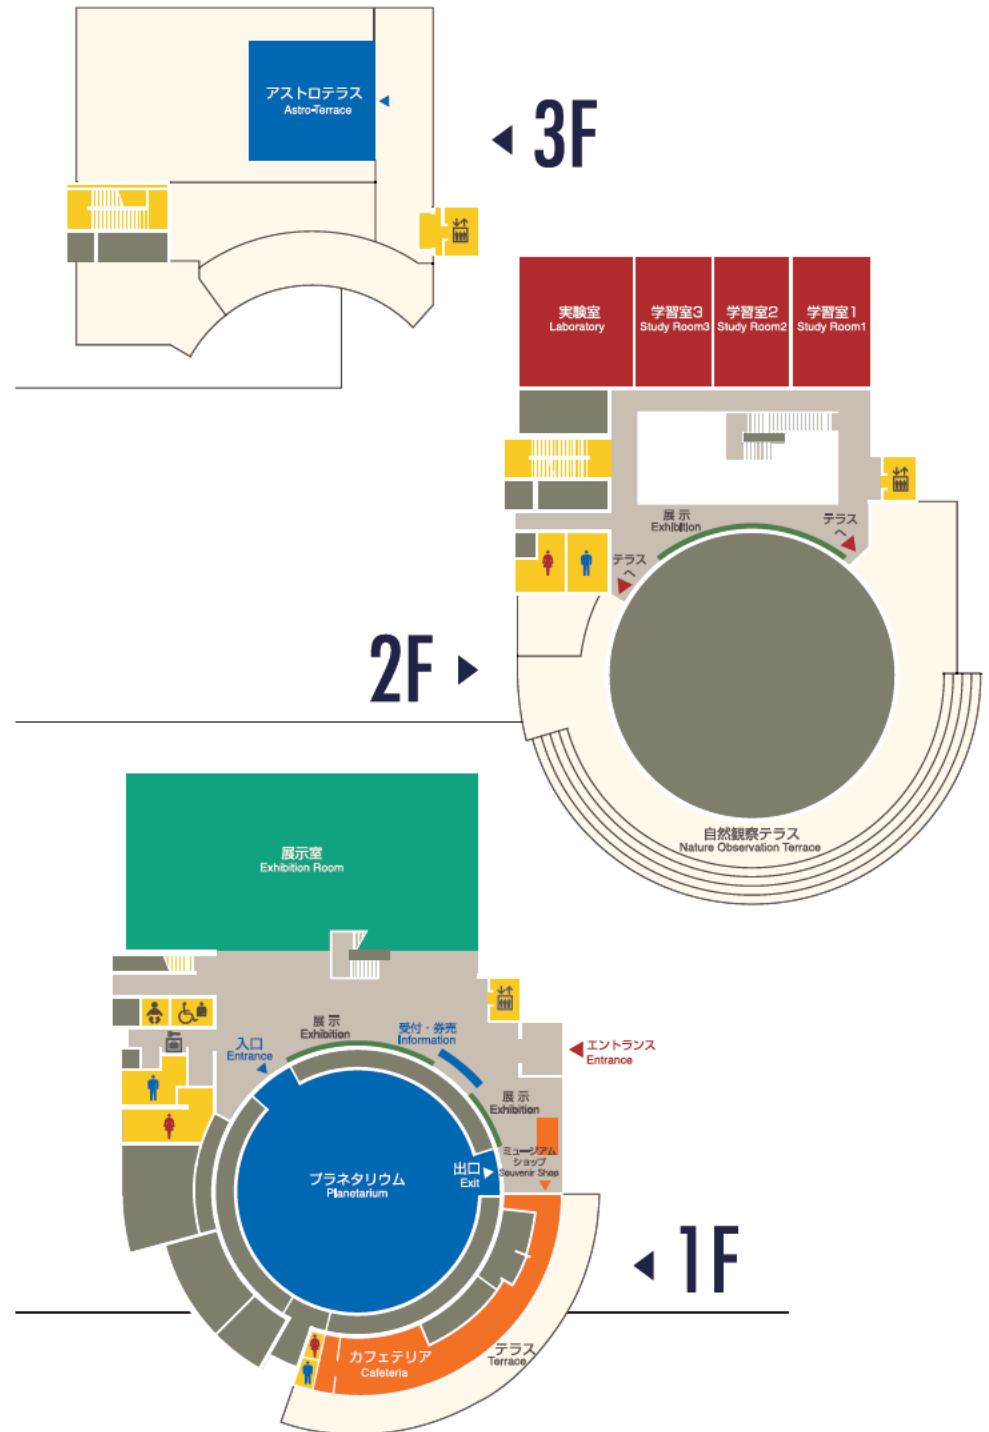 アストロテラス
Astro-Terrace
3F
実験室
Laboratory
学習室3
Study Room3
学習室2
Study Room2
学習室1
Study Room1
展示
Exhibition
テラス
へ
テラス
へ
2F
自然観察テラス
Nature Observation Terrace
展示室
Exhibition Room
展示
Exhibition
受付・券売
Information
入口
Entrance
エントランス
Entrance
展示
Exhibition
ミュージアム
ショップ
Souvenir Shop
出口
Exit
プラネタリウム
Planetarium
1F
カフェテリア
Cafeteria
テラス
Terrace